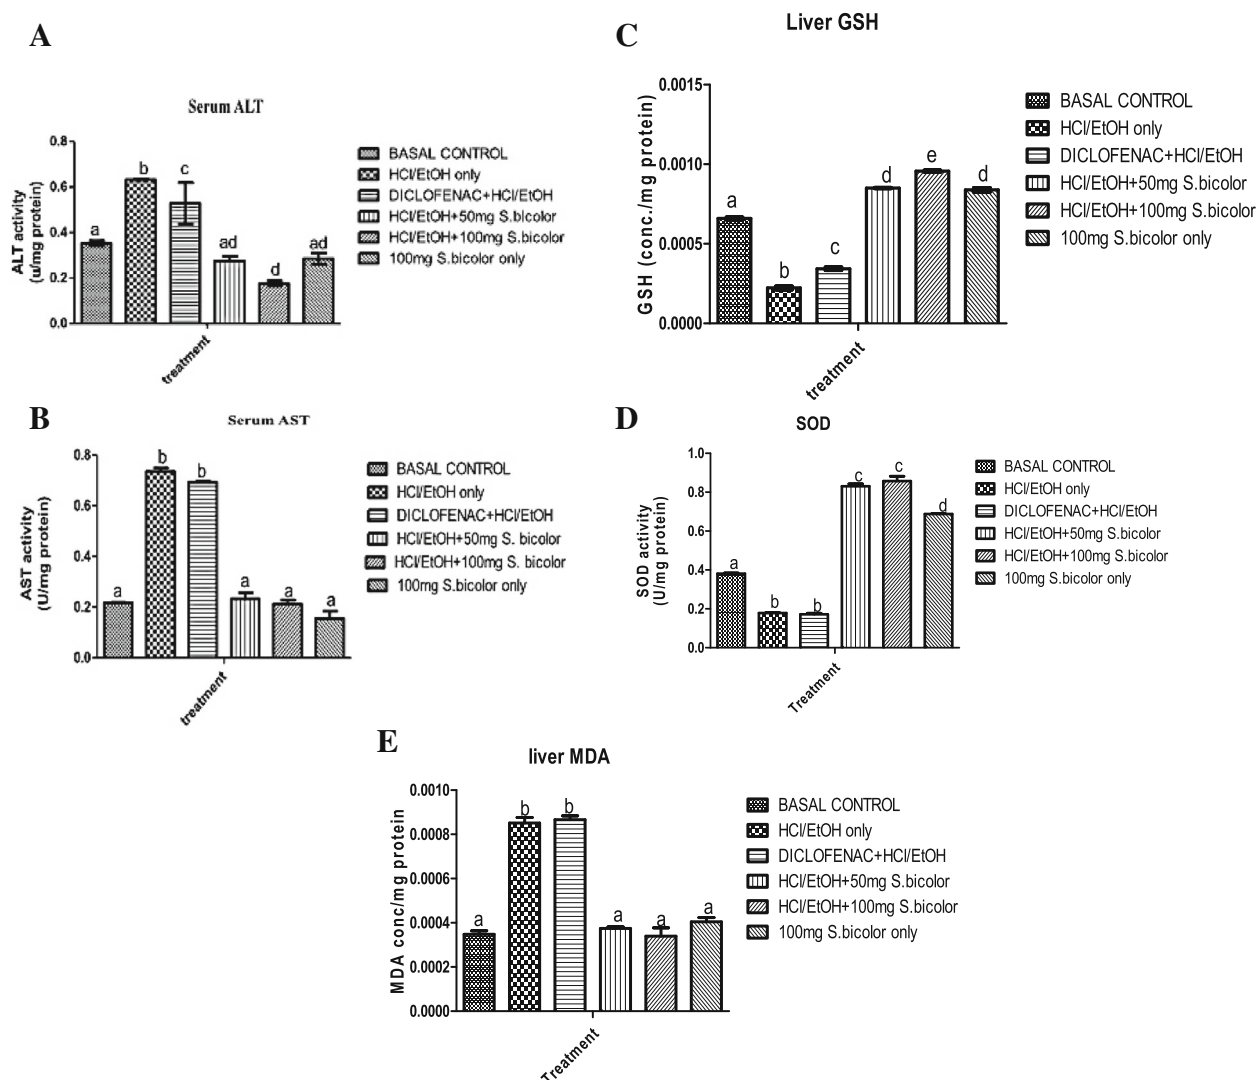 A
Serum ALT
ALT activity
(u/mg protein)
0.8
0.6
0.4
0.2
0.0
a
b
c
ad
d
ad
treatment
BASAL CONTROL
HCl/EtOH only
DICLOFENAC+HCl/EtOH
HCl/EtOH+50mg S.bicolor
HCl/EtOH+100mg S.bicolor
100mg S.bicolor only
C
Liver GSH
GSH (conc./mg protein)
0.0015
0.0010
0.0005
0.0000
a
b
c
d
e
d
treatment
BASAL CONTROL
HCl/EtOH only
DICLOFENAC+HCl/EtOH
HCl/EtOH+50mg S.bicolor
HCl/EtOH+100mg S.bicolor
100mg S.bicolor only
B
Serum AST
AST activity
(U/mg protein)
0.8
0.6
0.4
0.2
0.0
a
b
b
a
a
a
treatment
BASAL CONTROL
HCl/EtOH only
DICLOFENAC+HCl/EtOH
HCl/EtOH+50mg S. bicolor
HCl/EtOH+100mg S. bicolor
100mg S.bicolor only
D
SOD
SOD activity
(U/mg protein)
1.0
0.8
0.6
0.4
0.2
0.0
a
b
b
c
c
d
Treatment
BASAL CONTROL
HCl/EtOH only
DICLOFENAC+HCl/EtOH
HCl/EtOH+50mg S.bicolor
HCl/EtOH+100mg S.bicolor
100mg S.bicolor only
E
liver MDA
MDA conc/mg protein
0.0010
0.0008
0.0006
0.0004
0.0002
0.0000
a
b
b
a
a
a
Treatment
BASAL CONTROL
HCl/EtOH only
DICLOFENAC+HCl/EtOH
HCl/EtOH+50mg S.bicolor
HCl/EtOH+100mg S.bicolor
100mg S.bicolor only